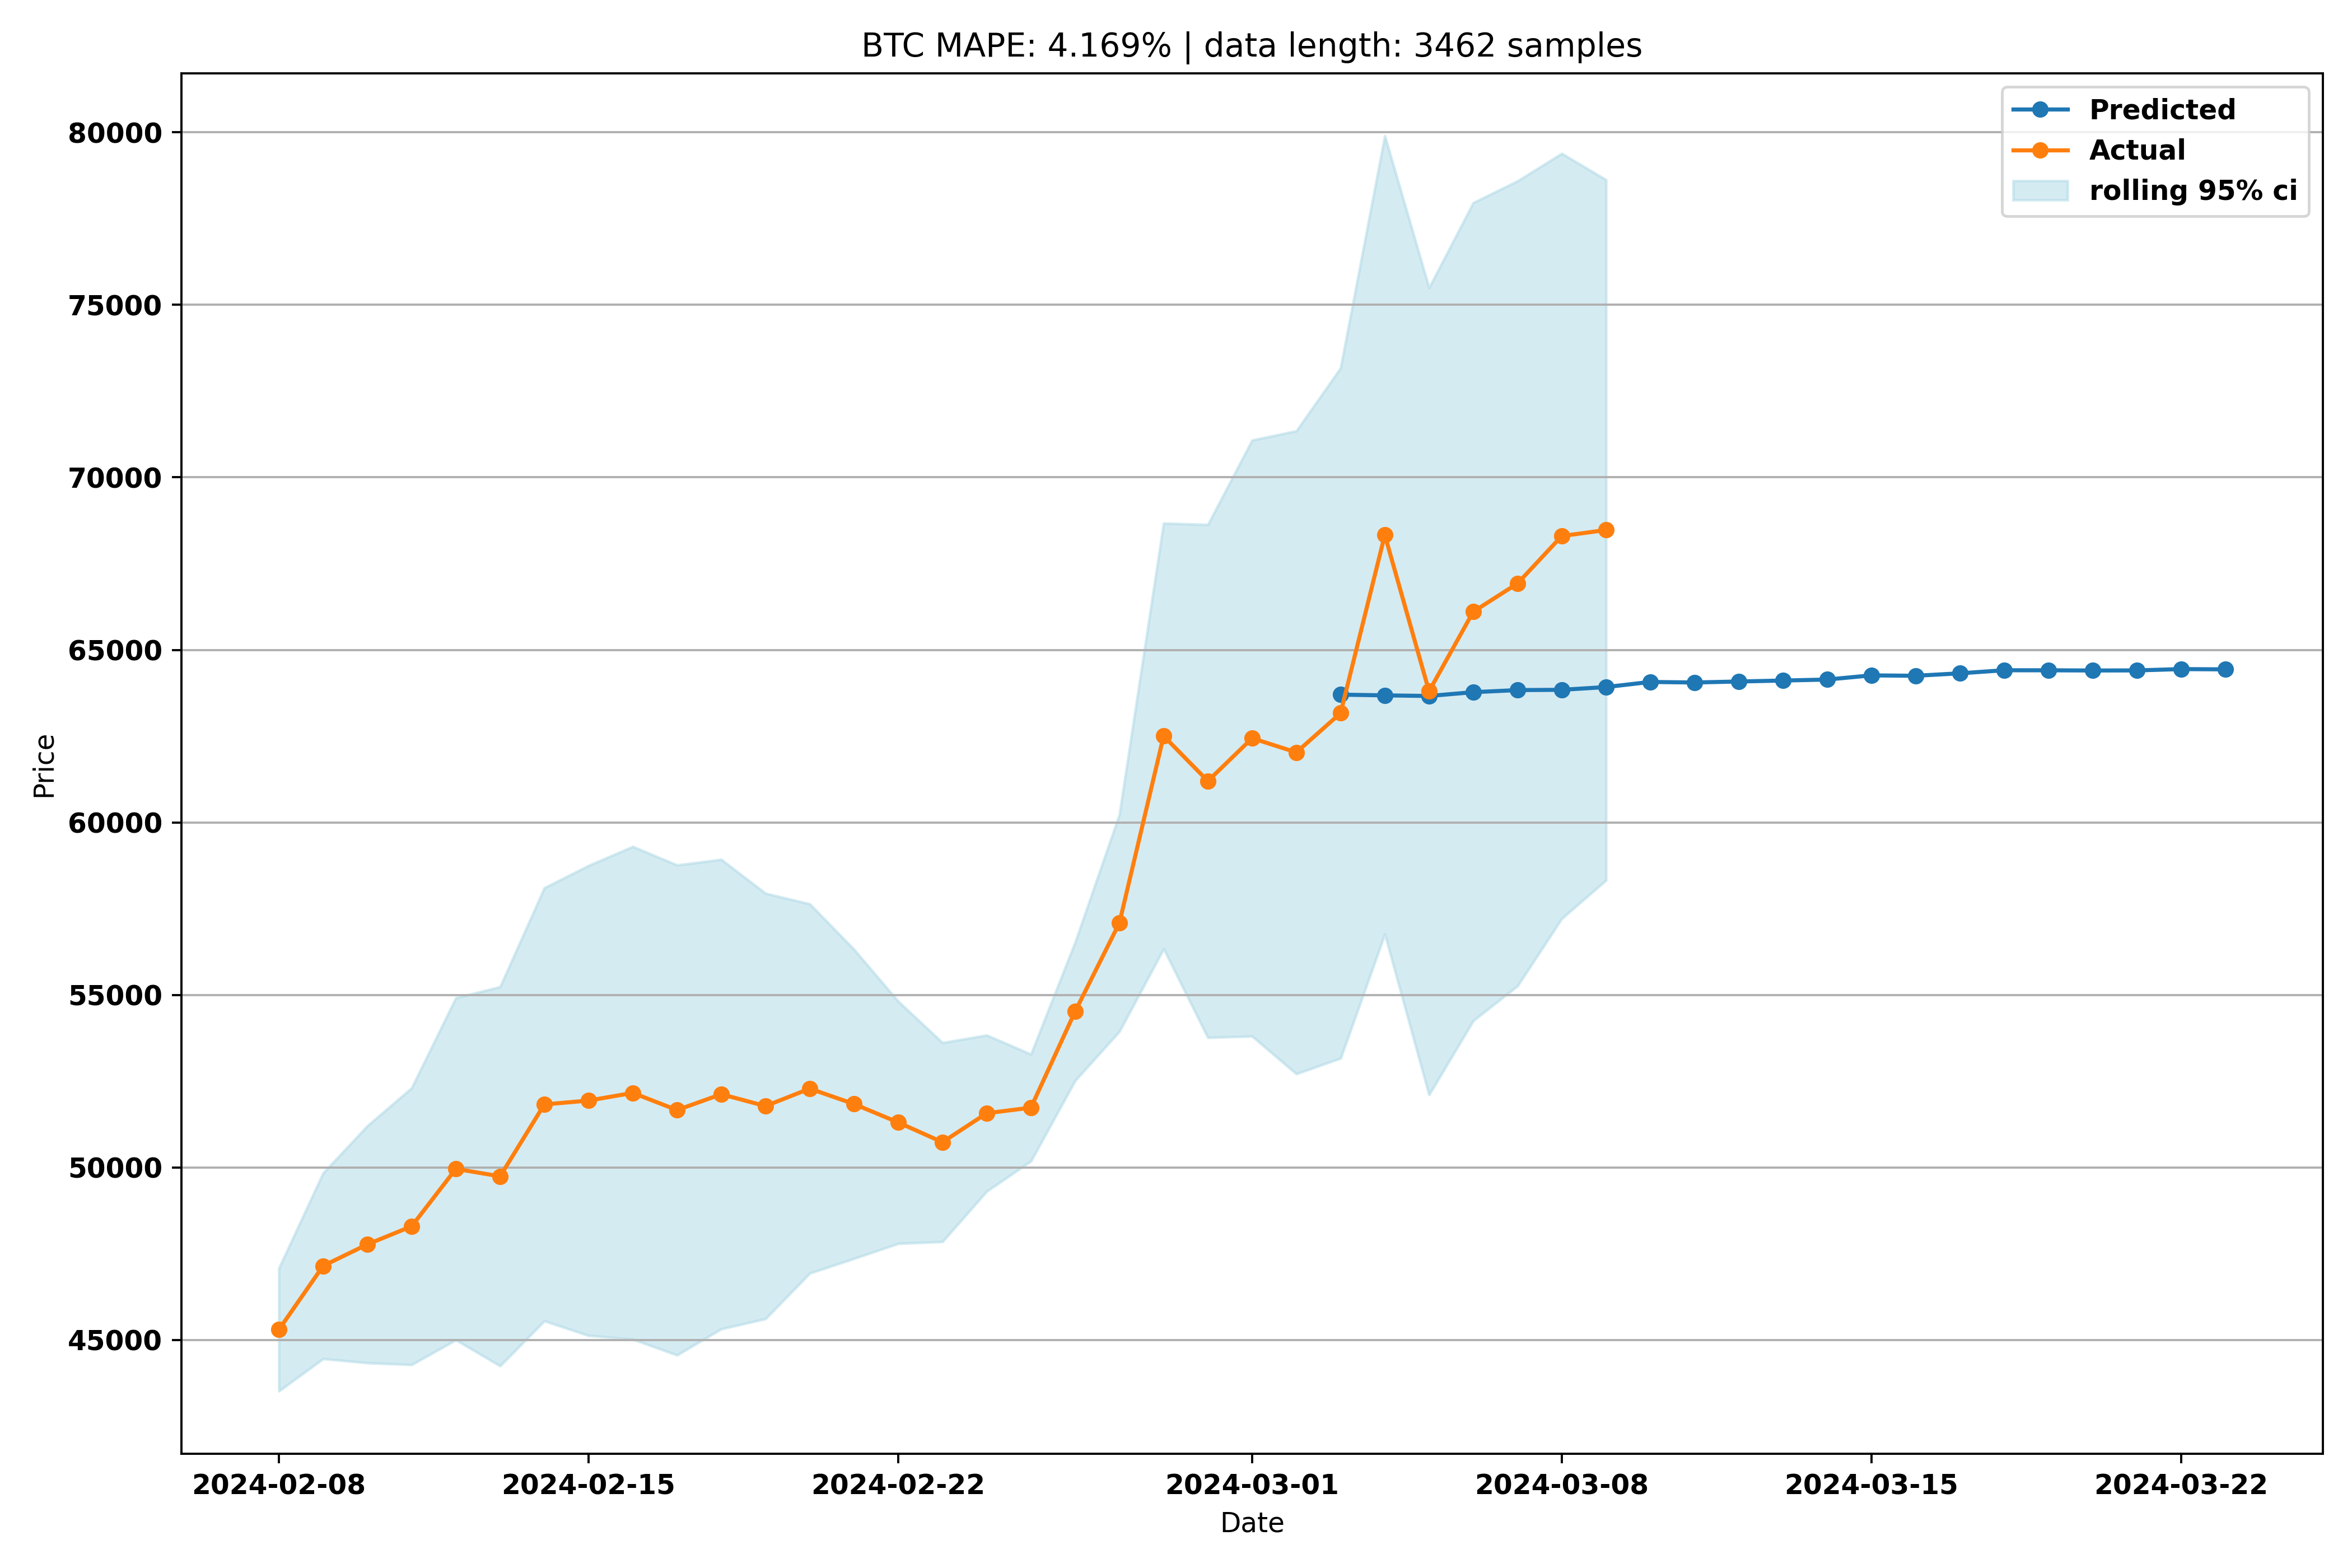 BTC MAPE: 4.169% | data length: 3462 samples
Predicted
Actual
rolling 95% ci
80000
75000
70000
65000
60000
55000
50000
45000
Price
2024-02-08 2024-02-15 2024-02-22 2024-03-01 2024-03-08 2024-03-15 2024-03-22
Date